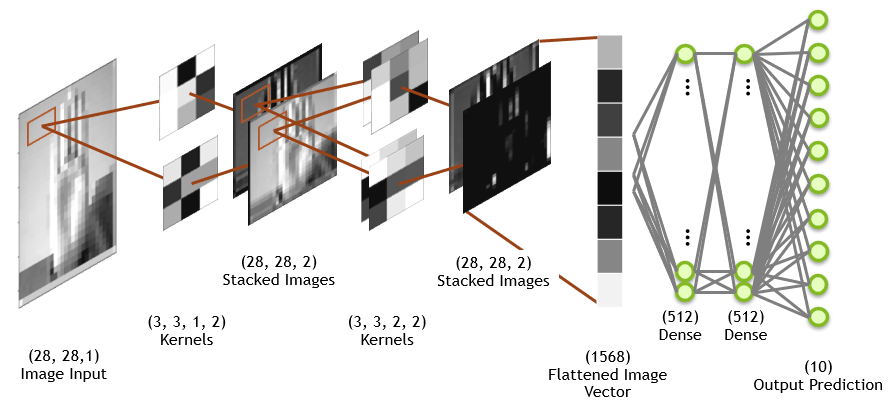 (28, 28,1)
Image Input
(3, 3, 1, 2)
Kernels
(28, 28, 2)
Stacked Images
(3, 3, 2, 2)
Kernels
(28, 28, 2)
Stacked Images
(1568)
Flattened Image
Vector
(512)
Dense
(512)
Dense
(10)
Output Prediction